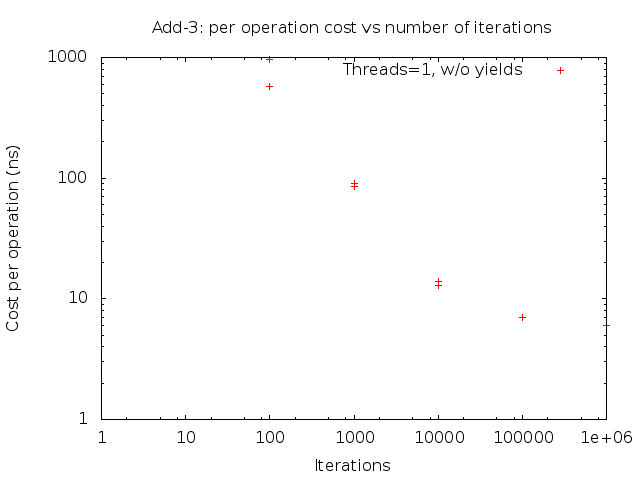 Add-3: per operation cost vs number of iterations
1000
100
10
1
Cost per operation (ns)
Threads=1, w/o yields
1 10 100 1000 10000 100000 1e+06
Iterations